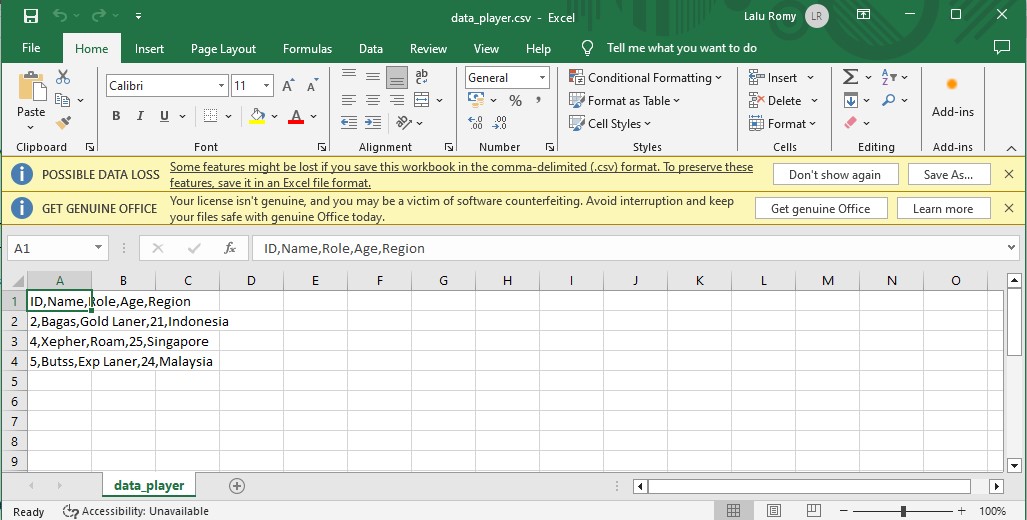 data_player.csv - Excel
Lalu Romy LR
File Home Insert Page Layout Formulas Data Review View Help Tell me what you want to do
Paste
Calibri 11 A A
B I U A
ab
General
% ,
Conditional Formatting
Format as Table
Cell Styles
Insert
Delete
Format
Σ A Z
Add-ins
Clipboard Font Alignment Number Styles Cells Editing Add-ins
POSSIBLE DATA LOSS Some features might be lost if you save this workbook in the comma-delimited (.csv) format. To preserve these
features, save it in an Excel file format.
Don't show again Save As...
GET GENUINE OFFICE Your license isn't genuine, and you may be a victim of software counterfeiting. Avoid interruption and keep
your files safe with genuine Office today.
Get genuine Office Learn more
A1 fx ID,Name,Role,Age,Region
A B C D E F G H I J K L M N O
1 ID,Name,Role,Age,Region
2 2,Bagas,Gold Laner,21,Indonesia
3 4,Xepher,Roam,25,Singapore
4 5,Butss,Exp Laner,24,Malaysia
5
6
7
8
9
data_player
Ready Accessibility: Unavailable 100%